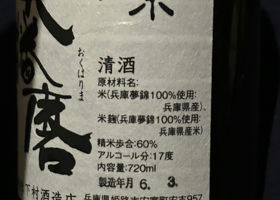 おくはりま
播磨
清酒
原材料名:
米(兵庫夢錦100%使用:
兵庫県産)、
米麹(兵庫夢錦100%使用:
兵庫県産米)
精米歩合:60%
アルコール分:17度
内容量:720ml
製造年月 6. 3.
下村酒造店
兵庫県姫路市安富町安志957